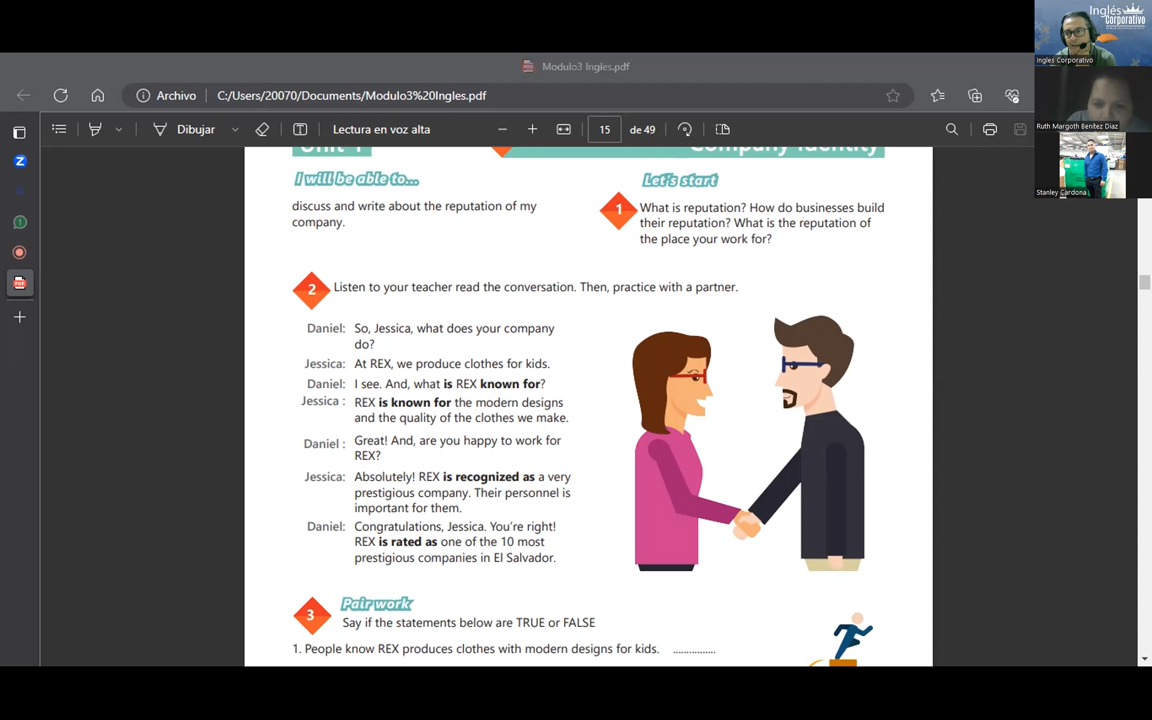 Inglés
Corporativo
Ingles Corporativo
Ruth Margoth Benítez Diaz
Stanley Cardona
Modulo3 Ingles.pdf
Archivo
C:/Users/20070/Documents/Modulo3%20Ingles.pdf
Dibujar
Lectura en voz alta
15
de 49
Unit 1
Company Identity
I will be able to...
discuss and write about the reputation of my
company.
Let's start
1
What is reputation? How do businesses build
their reputation? What is the reputation of
the place your work for?
2
Listen to your teacher read the conversation. Then, practice with a partner.
Daniel: So, Jessica, what does your company
do?
Jessica: At REX, we produce clothes for kids.
Daniel: I see. And, what is REX known for?
Jessica : REX is known for the modern designs
and the quality of the clothes we make.
Daniel : Great! And, are you happy to work for
REX?
Jessica: Absolutely! REX is recognized as a very
prestigious company. Their personnel is
important for them.
Daniel: Congratulations, Jessica. You're right!
REX is rated as one of the 10 most
prestigious companies in El Salvador.
3
Pair work
Say if the statements below are TRUE or FALSE
1. People know REX produces clothes with modern designs for kids. ................